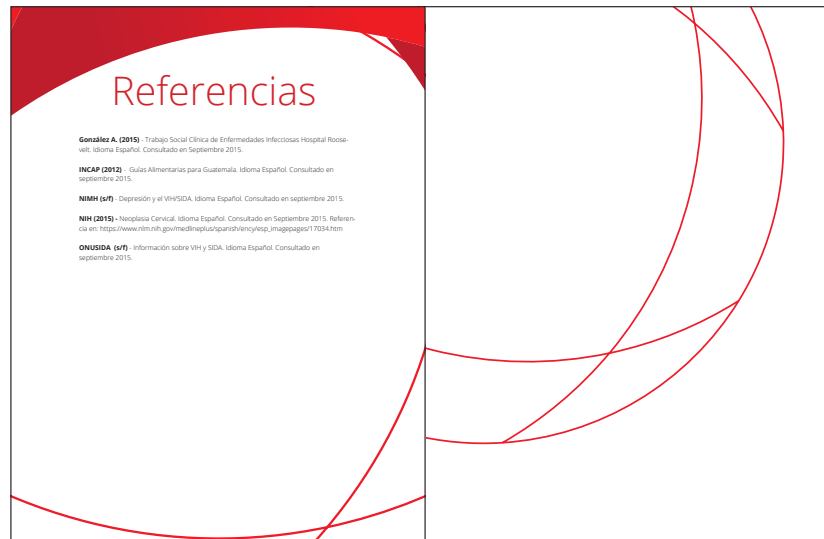 Referencias
González A. (2015) - Trabajo Social Clínica de Enfermedades Infecciosas Hospital Roose-
velt. Idioma Español. Consultado en Septiembre 2015.
INCAP (2012) - Guías Alimentarias para Guatemala. Idioma Español. Consultado en
septiembre 2015.
NIMH (s/f) - Depresión y el VIH/SIDA. Idioma Español. Consultado en septiembre 2015.
NIH (2015) - Neoplasia Cervical. Idioma Español. Consultado en Septiembre 2015. Referen-
cia en: https://www.nlm.nih.gov/medlineplus/spanish/ency/esp_imagepages/17034.htm
ONUSIDA (s/f) - Información sobre VIH y SIDA. Idioma Español. Consultado en
septiembre 2015.